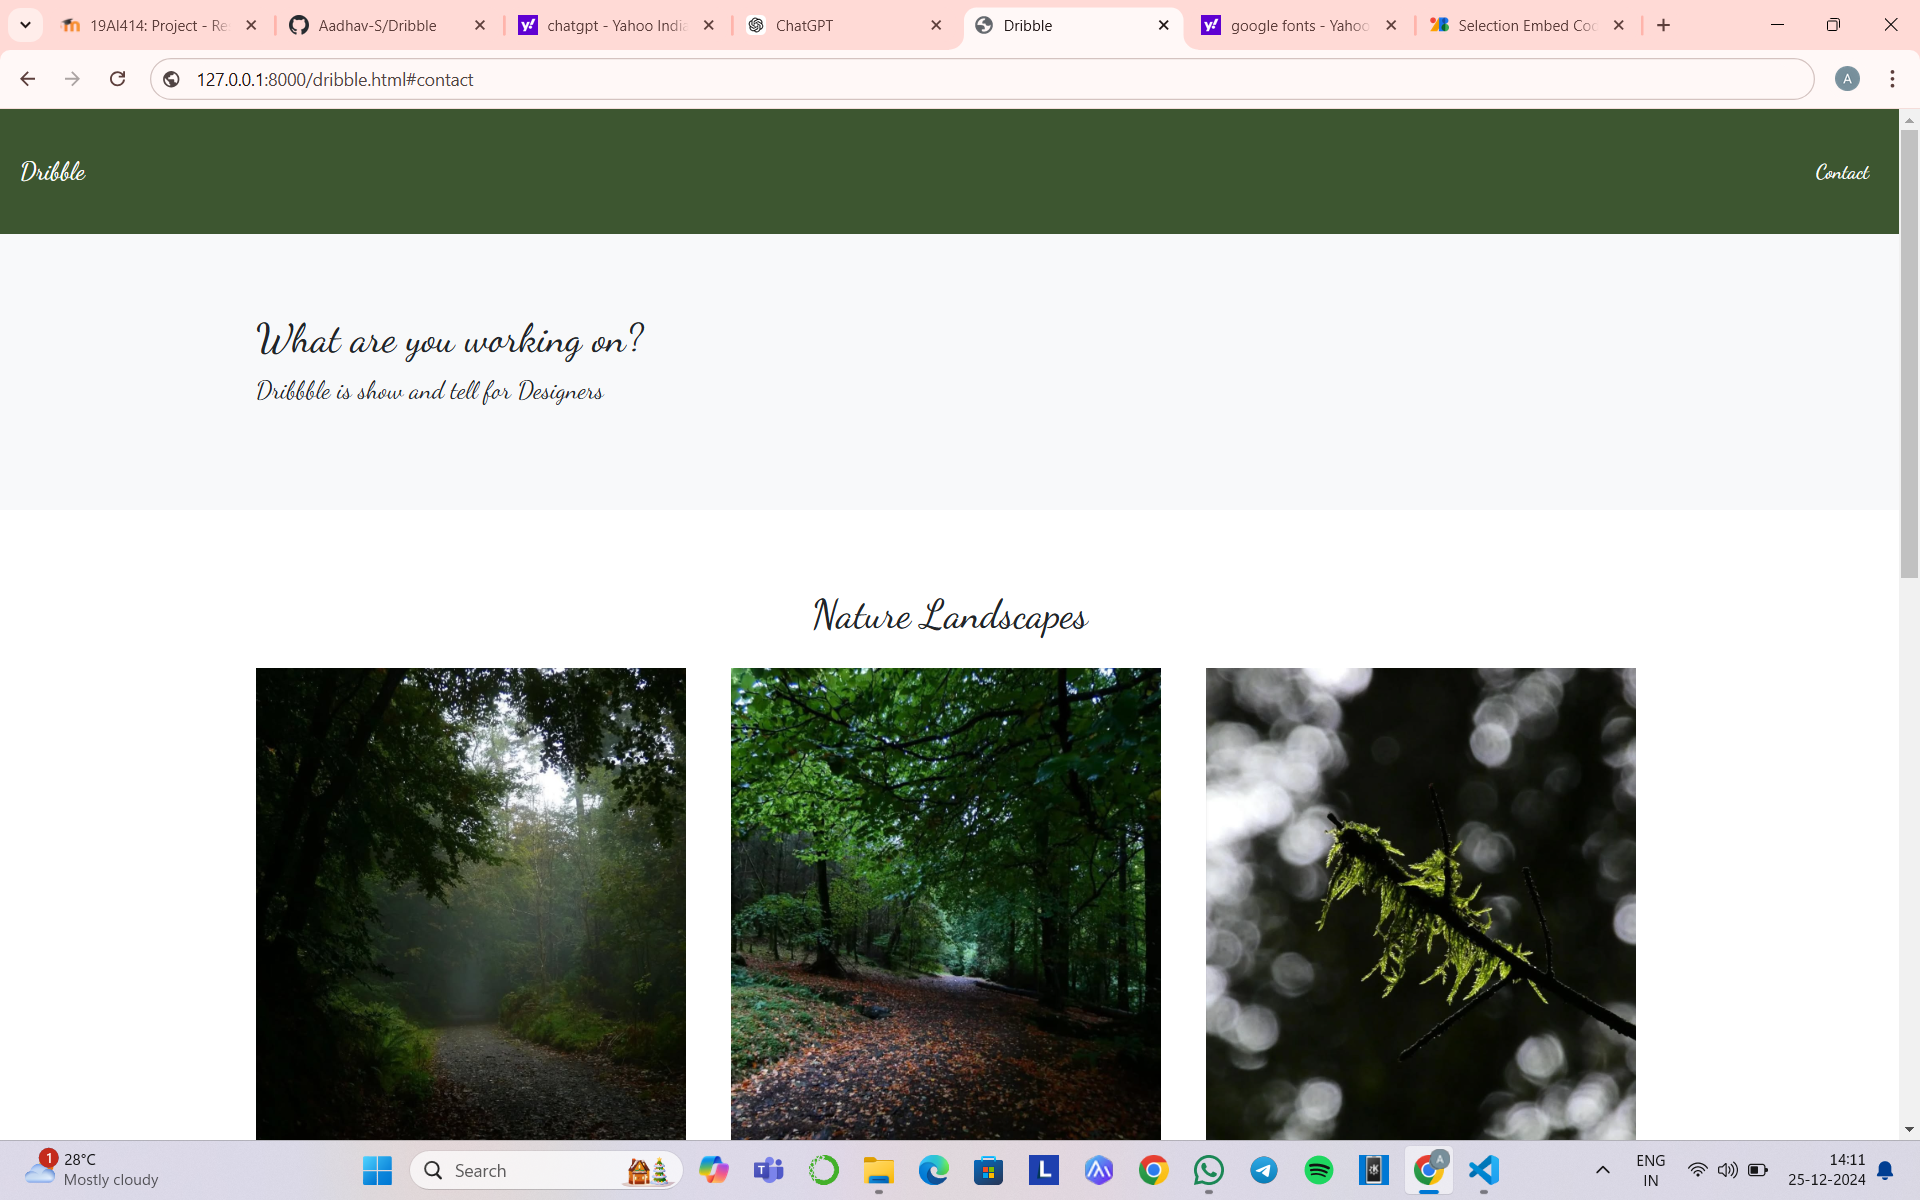 19AI414: Project - Re
Aadhav-S/Dribble
chatgpt - Yahoo India
ChatGPT
Dribble
google fonts - Yahoo
Selection Embed Coc
127.0.0.1:8000/dribble.html#contact
A
Dribble
Contact
What are you working on?
Dribbble is show and tell for Designers
Nature Landscapes
1
28°C
Mostly cloudy
Search
L
A
ENG
IN
14:11
25-12-2024